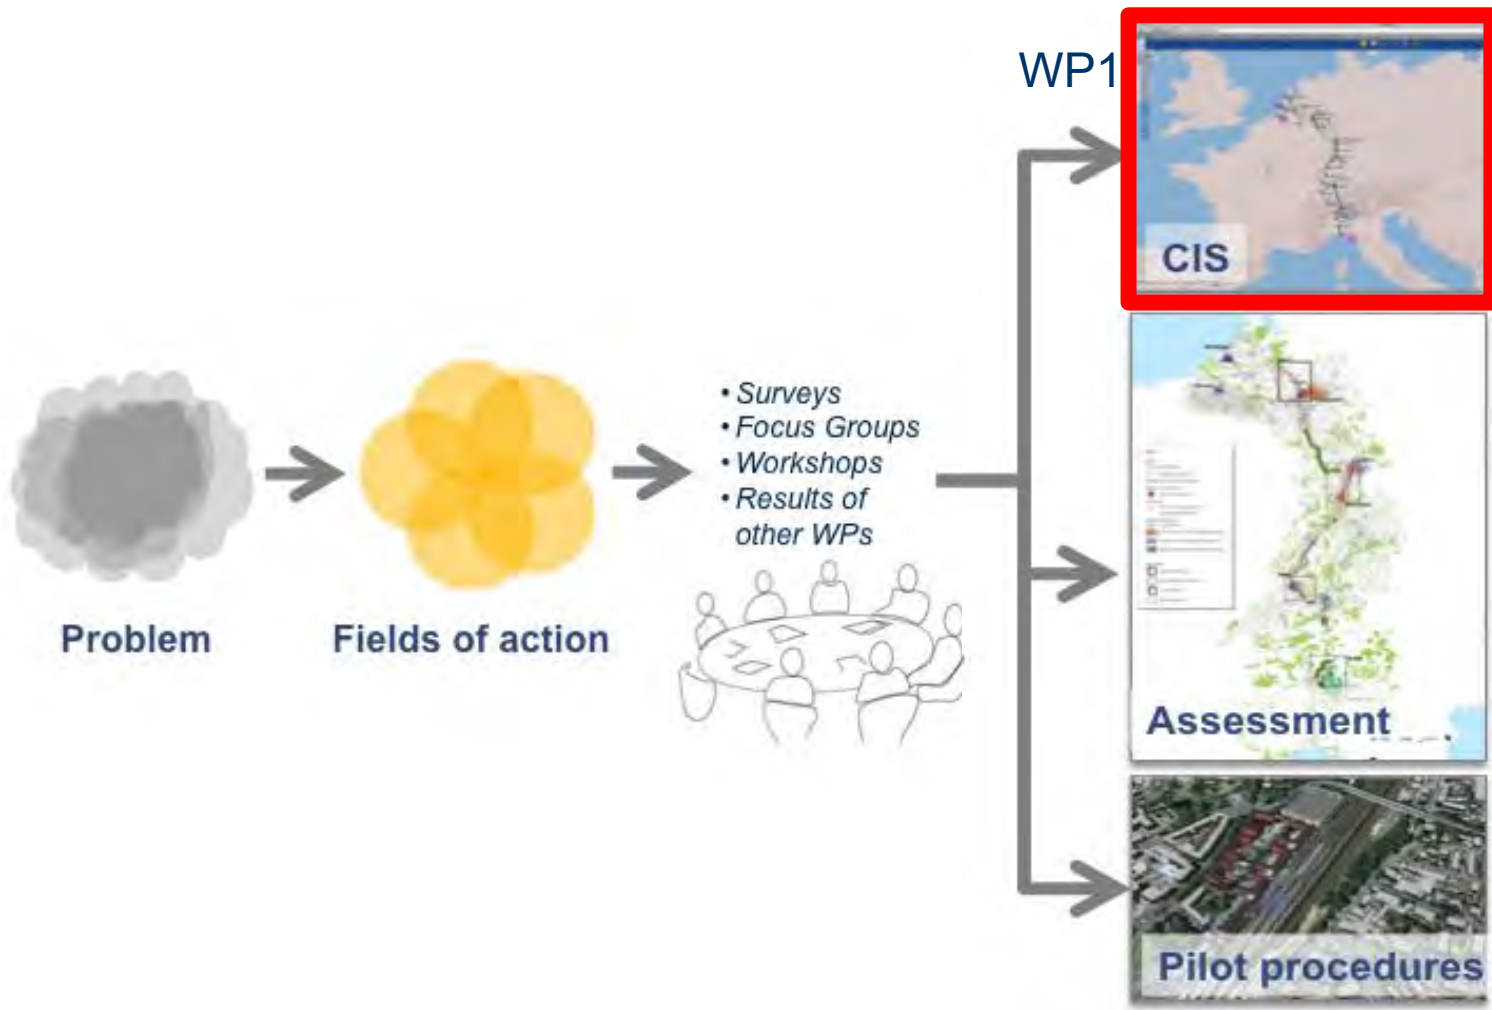 WP1
CIS
• Surveys
• Focus Groups
• Workshops
• Results of
other WPs
Problem
Fields of action
Assessment
Pilot procedures